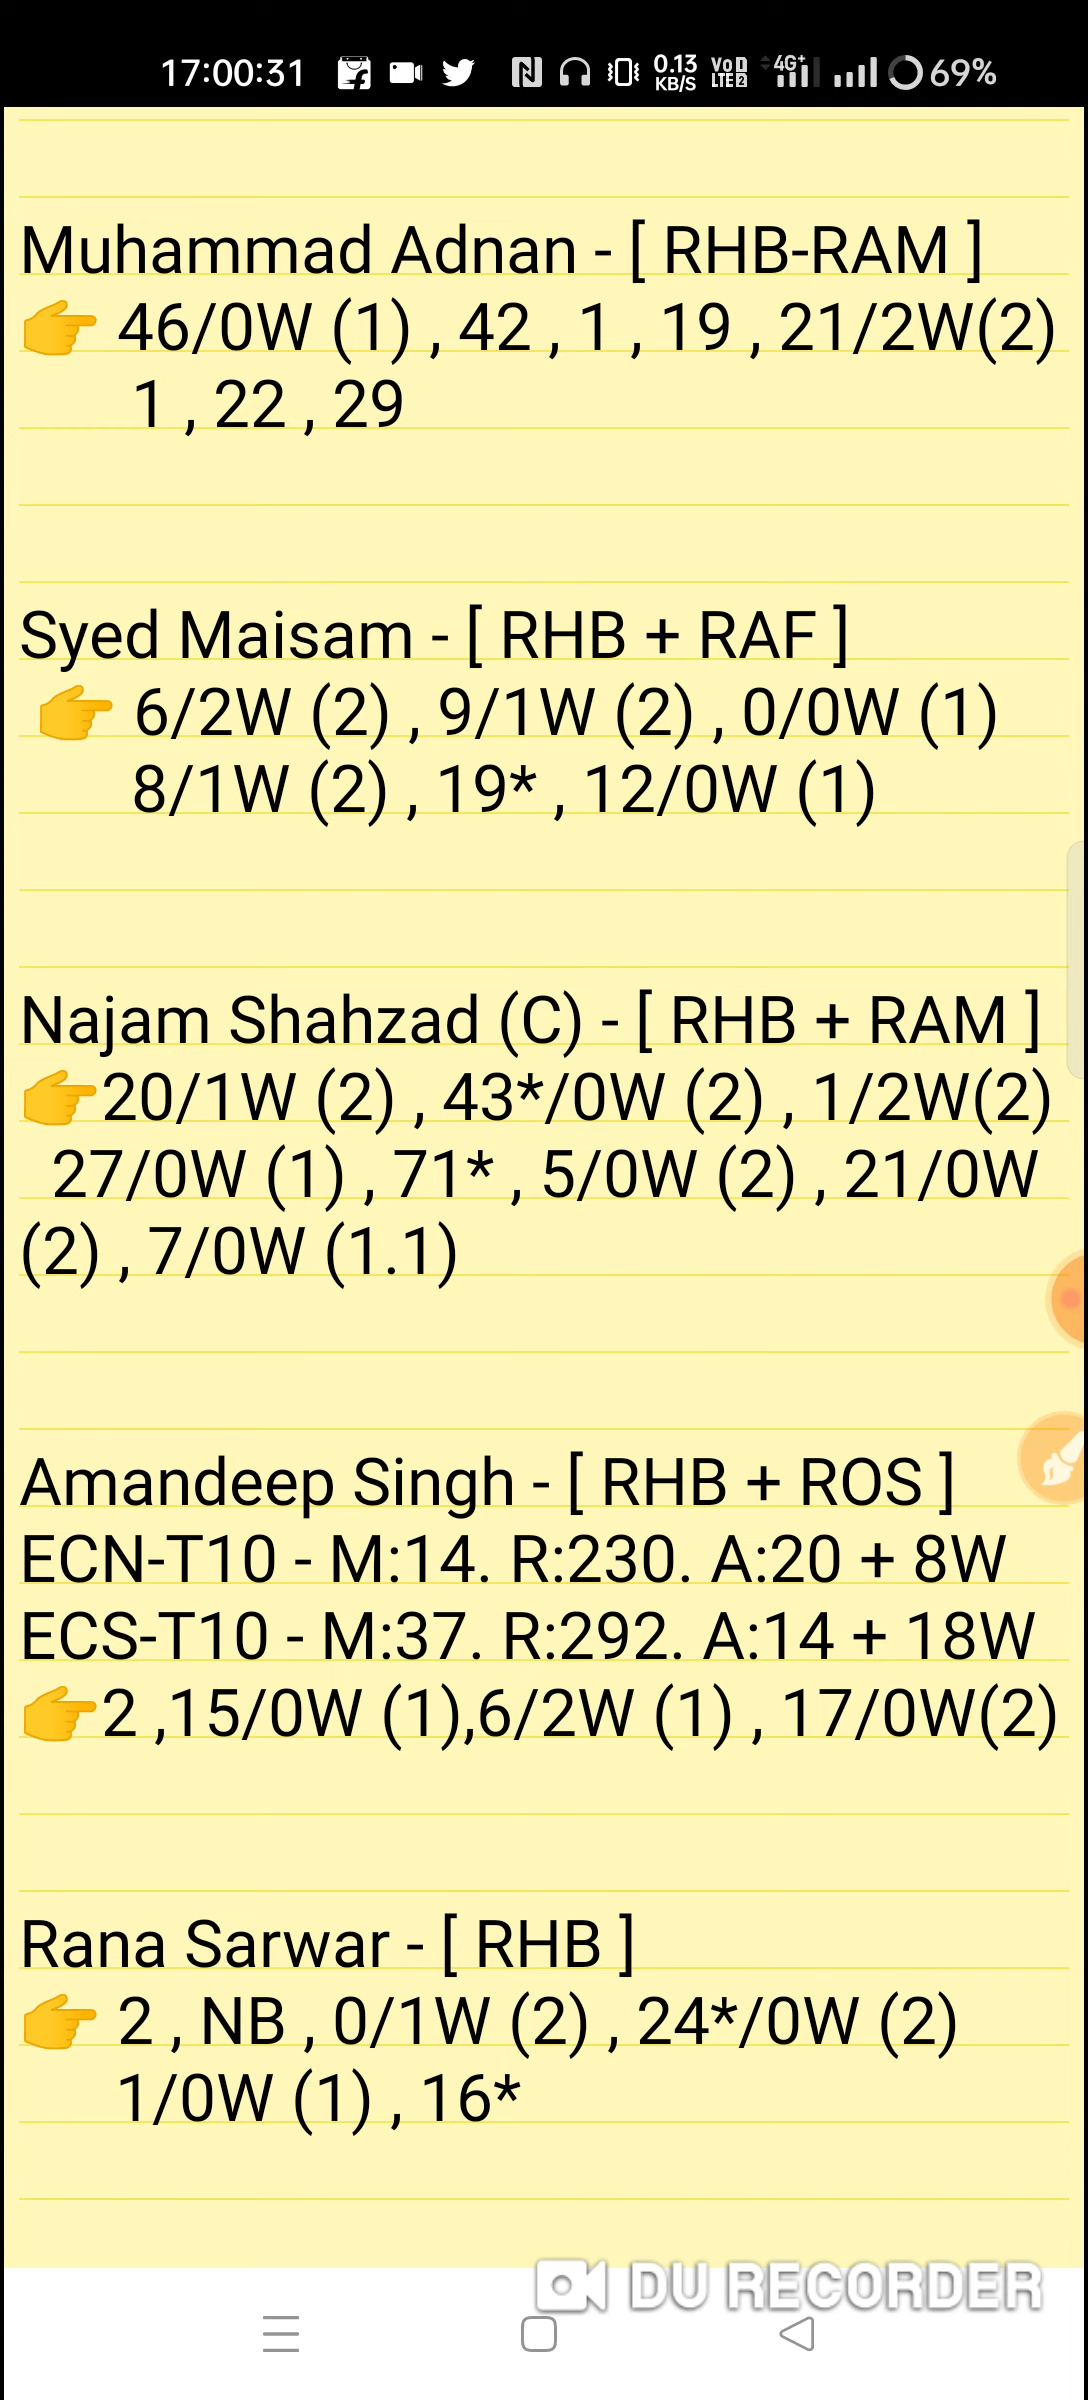 17:00:31 0.13 KB/S VoD LTE 2 4G+ 69%
Muhammad Adnan - [ RHB-RAM ]
👉 46/0W (1) , 42 , 1 , 19 , 21/2W(2)
1 , 22 , 29
Syed Maisam - [ RHB + RAF ]
👉 6/2W (2) , 9/1W (2) , 0/0W (1)
8/1W (2) , 19* , 12/0W (1)
Najam Shahzad (C) - [ RHB + RAM ]
👉20/1W (2) , 43*/0W (2) , 1/2W(2)
27/0W (1) , 71* , 5/0W (2) , 21/0W
(2) , 7/0W (1.1)
Amandeep Singh - [ RHB + ROS ]
ECN-T10 - M:14. R:230. A:20 + 8W
ECS-T10 - M:37. R:292. A:14 + 18W
👉2 ,15/0W (1),6/2W (1) , 17/0W(2)
Rana Sarwar - [ RHB ]
👉 2 , NB , 0/1W (2) , 24*/0W (2)
1/0W (1) , 16*
DU RECORDER